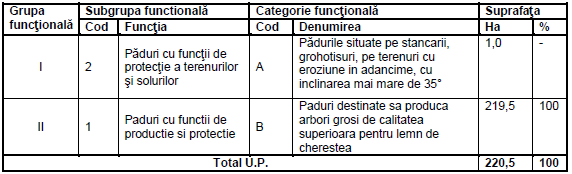 Grupa funcţională Subgrupa functională Categorie funcţională Suprafaţa
Cod Funcţia Cod Denumirea Ha %
I 2 Păduri cu funcţii de protecţie a terenurilor şi solurilor A Pădurile situate pe stancarii, grohotisuri, pe terenuri cu eroziune in adancime, cu inclinarea mai mare de 35° 1,0 -
II 1 Paduri cu functii de productie si protectie B Paduri destinate sa produca arbori grosi de calitatea superioara pentru lemn de cherestea 219,5 100
Total U.P. 220,5 100